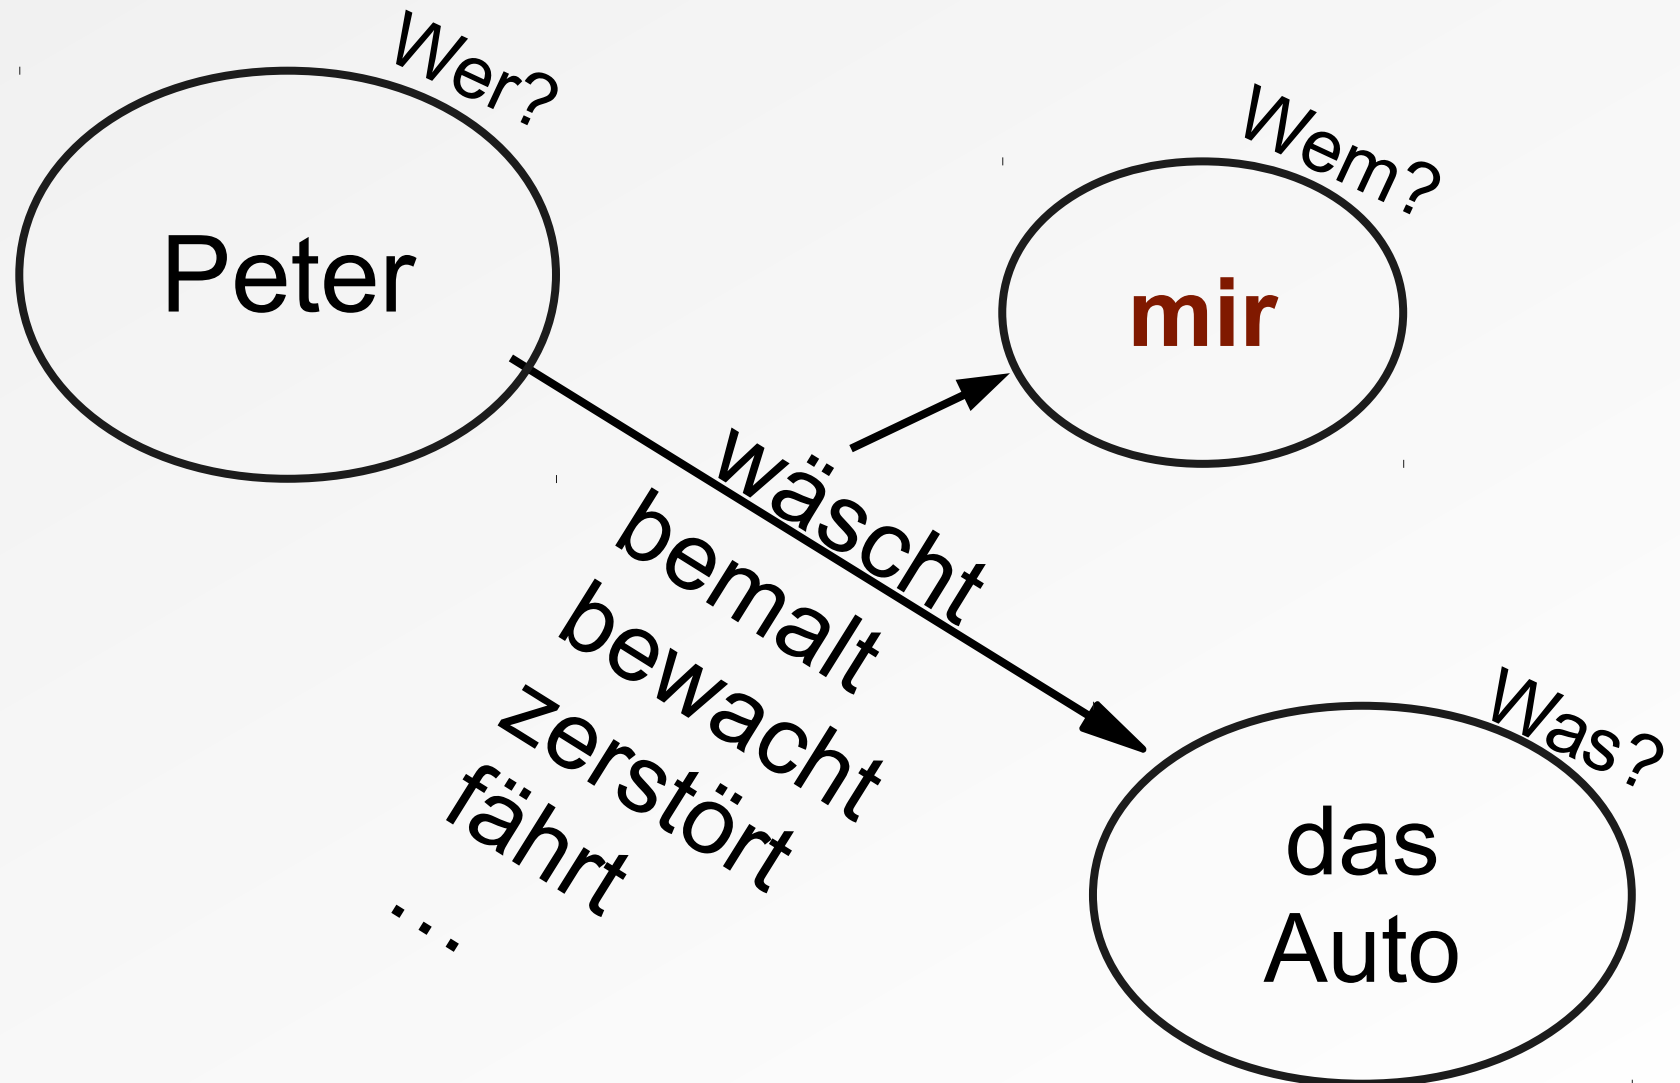 Wer?
Peter
Wem?
mir
wäscht
bemalt
bewacht
zerstört
fährt
...
Was?
das
Auto